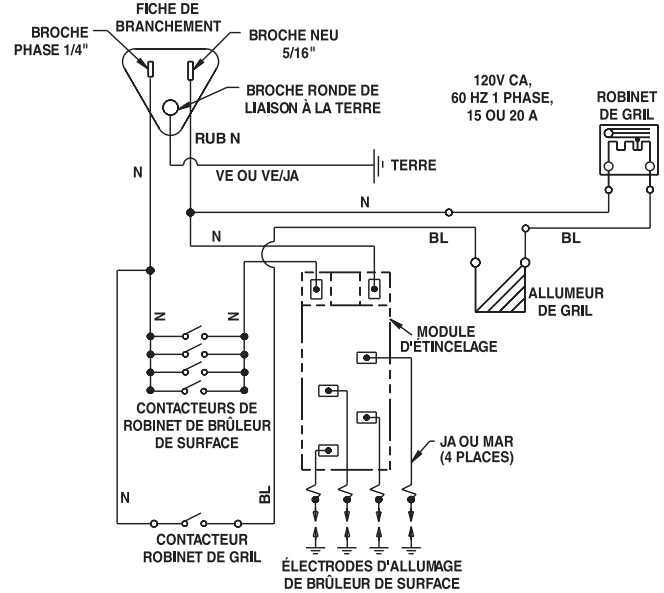 FICHE DE
BRANCHEMENT
BROCHE
PHASE 1/4"
BROCHE NEU
5/16"
BROCHE RONDE DE
LIAISON À LA TERRE
120V CA,
60 HZ 1 PHASE,
15 OU 20 A
ROBINET
DE GRIL
RUB N
TERRE
VE OU VE/JA
N
N
N
BL
BL
N
N
ALLUMEUR
DE GRIL
MODULE
D'ÉTINCELAGE
CONTACTEURS DE
ROBINET DE BRÛLEUR
DE SURFACE
JA OU MAR
(4 PLACES)
N
BL
CONTACTEUR
ROBINET DE GRIL
ÉLECTRODES D'ALLUMAGE
DE BRÛLEUR DE SURFACE